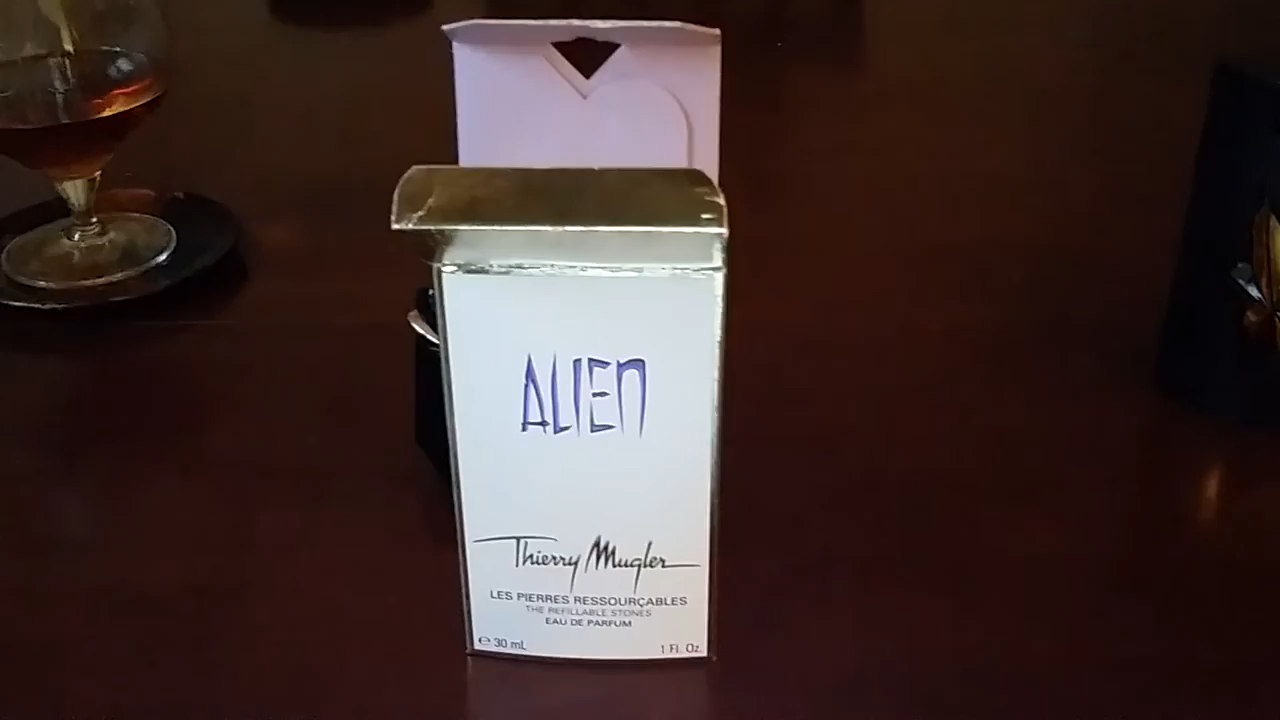 ALIEN
Thierry Mugler
LES PIERRES RESSOURÇABLES
THE REFILLABLE STONES
EAU DE PARFUM
℮ 30 mL 1 Fl. Oz.